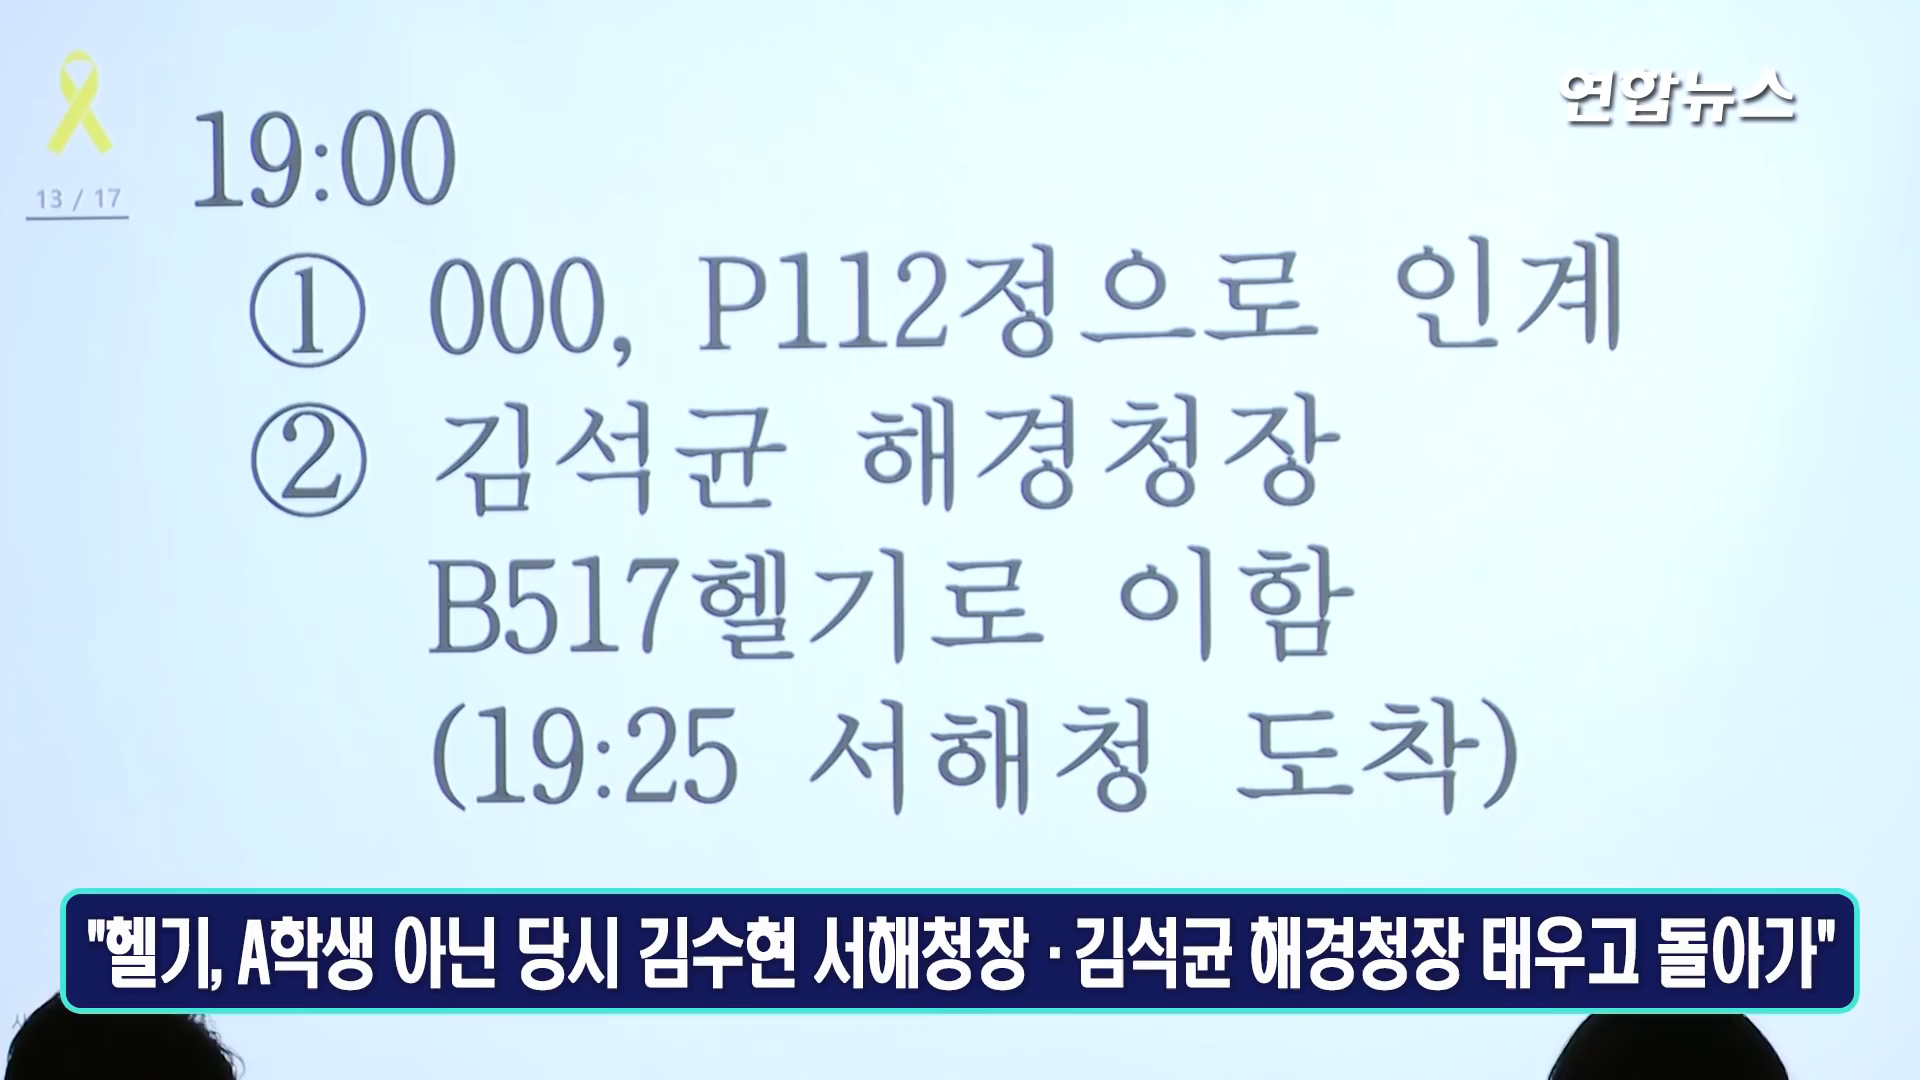 연합뉴스
13 / 17
19:00
① 000, P112정으로 인계
② 김석균 해경청장
B517헬기로 이함
(19:25 서해청 도착)
"헬기, A학생 아닌 당시 김수현 서해청장·김석균 해경청장 태우고 돌아가"